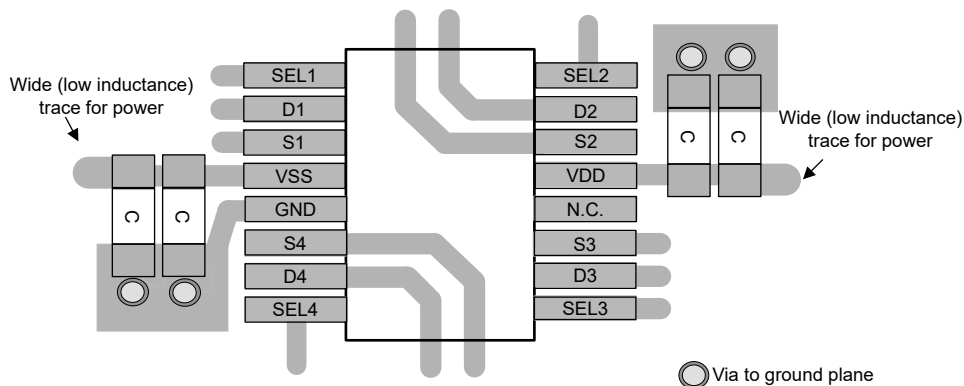 Wide (low inductance)
trace for power
C
C
SEL1
D1
S1
VSS
GND
S4
D4
SEL4
SEL2
D2
S2
VDD
N.C.
S3
D3
SEL3
C
C
Wide (low inductance)
trace for power
Via to ground plane